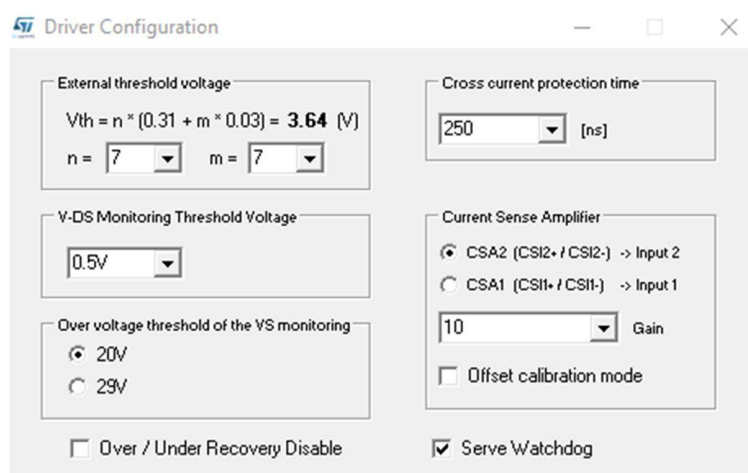 Driver Configuration
External threshold voltage
Vth = n * (0.31 + m * 0.03) = 3.64 (V)
n = 7 m = 7
Cross current protection time
250 [ns]
V-DS Monitoring Threshold Voltage
0.5V
Current Sense Amplifier
CSA2 (CSI2+ / CSI2-) -> Input 2
CSA1 (CSI1+ / CSI1-) -> Input 1
10 Gain
Offset calibration mode
Over voltage threshold of the VS monitoring
20V
29V
Over / Under Recovery Disable
Serve Watchdog